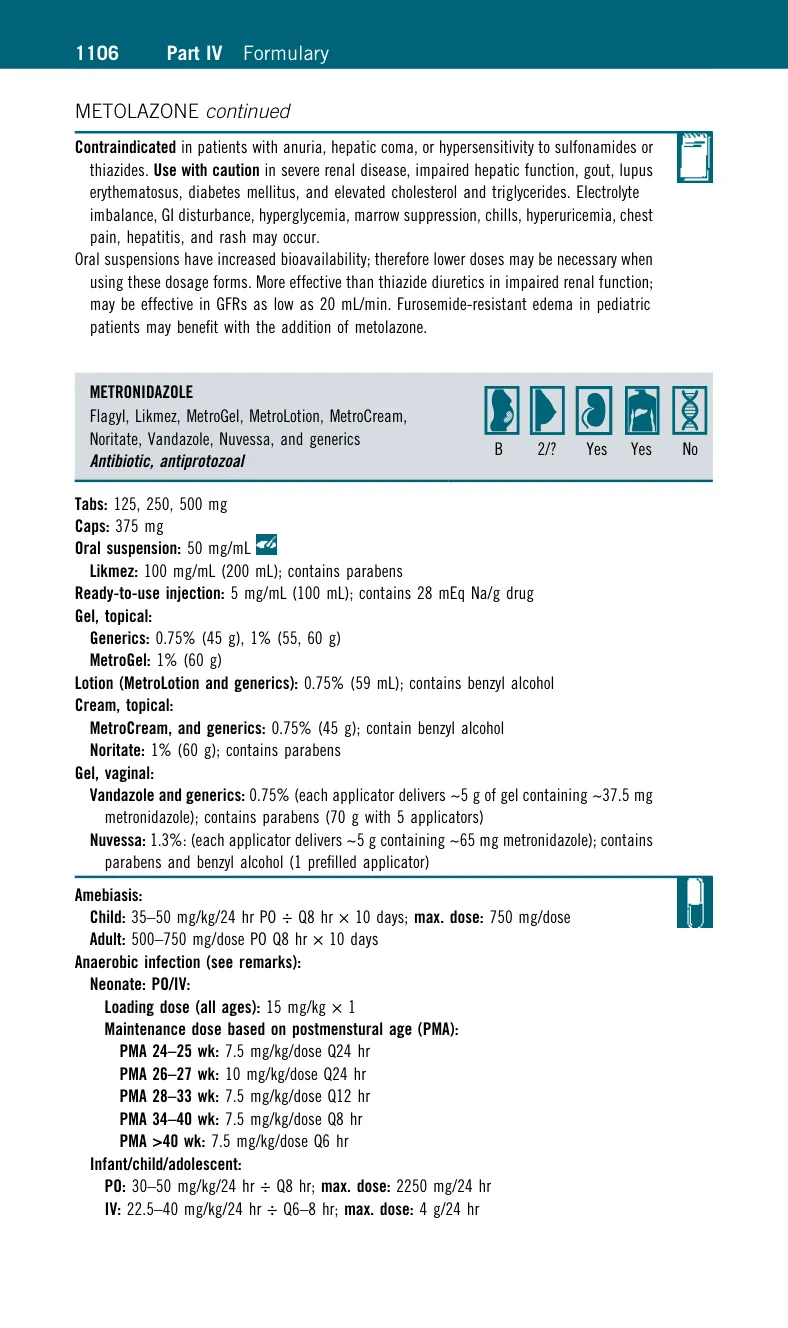 1106 Part IV Formulary
METOLAZONE continued
Contraindicated in patients with anuria, hepatic coma, or hypersensitivity to sulfonamides or
thiazides. Use with caution in severe renal disease, impaired hepatic function, gout, lupus
erythematosus, diabetes mellitus, and elevated cholesterol and triglycerides. Electrolyte
imbalance, GI disturbance, hyperglycemia, marrow suppression, chills, hyperuricemia, chest
pain, hepatitis, and rash may occur.
Oral suspensions have increased bioavailability; therefore lower doses may be necessary when
using these dosage forms. More effective than thiazide diuretics in impaired renal function;
may be effective in GFRs as low as 20 mL/min. Furosemide-resistant edema in pediatric
patients may benefit with the addition of metolazone.
METRONIDAZOLE
Flagyl, Likmez, MetroGel, MetroLotion, MetroCream,
Noritate, Vandazole, Nuvessa, and generics
Antibiotic, antiprotozoal
B 2/? Yes Yes No
Tabs: 125, 250, 500 mg
Caps: 375 mg
Oral suspension: 50 mg/mL
Likmez: 100 mg/mL (200 mL); contains parabens
Ready-to-use injection: 5 mg/mL (100 mL); contains 28 mEq Na/g drug
Gel, topical:
Generics: 0.75% (45 g), 1% (55, 60 g)
MetroGel: 1% (60 g)
Lotion (MetroLotion and generics): 0.75% (59 mL); contains benzyl alcohol
Cream, topical:
MetroCream, and generics: 0.75% (45 g); contain benzyl alcohol
Noritate: 1% (60 g); contains parabens
Gel, vaginal:
Vandazole and generics: 0.75% (each applicator delivers ~5 g of gel containing ~37.5 mg
metronidazole); contains parabens (70 g with 5 applicators)
Nuvessa: 1.3%: (each applicator delivers ~5 g containing ~65 mg metronidazole); contains
parabens and benzyl alcohol (1 prefilled applicator)
Amebiasis:
Child: 35–50 mg/kg/24 hr PO ÷ Q8 hr × 10 days; max. dose: 750 mg/dose
Adult: 500–750 mg/dose PO Q8 hr × 10 days
Anaerobic infection (see remarks):
Neonate: PO/IV:
Loading dose (all ages): 15 mg/kg × 1
Maintenance dose based on postmenstural age (PMA):
PMA 24–25 wk: 7.5 mg/kg/dose Q24 hr
PMA 26–27 wk: 10 mg/kg/dose Q24 hr
PMA 28–33 wk: 7.5 mg/kg/dose Q12 hr
PMA 34–40 wk: 7.5 mg/kg/dose Q8 hr
PMA >40 wk: 7.5 mg/kg/dose Q6 hr
Infant/child/adolescent:
PO: 30–50 mg/kg/24 hr ÷ Q8 hr; max. dose: 2250 mg/24 hr
IV: 22.5–40 mg/kg/24 hr ÷ Q6–8 hr; max. dose: 4 g/24 hr